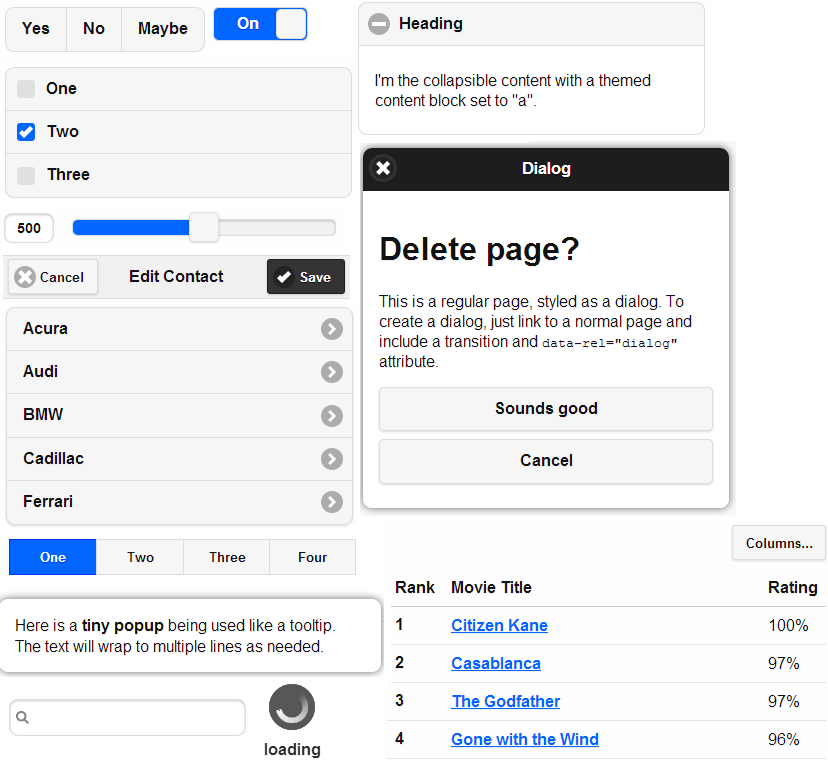 Yes No Maybe On
One
Two
Three
500
Cancel Edit Contact Save
Acura
Audi
BMW
Cadillac
Ferrari
One Two Three Four
Here is a tiny popup being used like a tooltip.
The text will wrap to multiple lines as needed.
loading
Heading
I'm the collapsible content with a themed
content block set to "a".
Dialog
Delete page?
This is a regular page, styled as a dialog. To
create a dialog, just link to a normal page and
include a transition and data-rel="dialog"
attribute.
Sounds good
Cancel
Columns...
Rank Movie Title Rating
1 Citizen Kane 100%
2 Casablanca 97%
3 The Godfather 97%
4 Gone with the Wind 96%